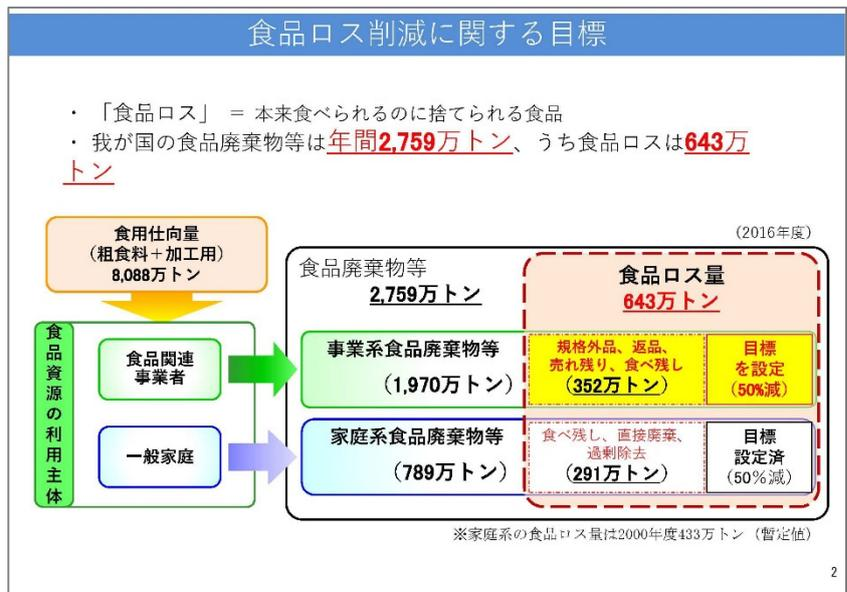 食品ロス削減に関する目標
・ 「食品ロス」 ＝ 本来食べられるのに捨てられる食品
・ 我が国の食品廃棄物等は年間2,759万トン、うち食品ロスは643万
トン
（2016年度）
食用仕向量
（粗食料＋加工用）
8,088万トン
食品資源の利用主体
食品関連
事業者
一般家庭
食品廃棄物等
2,759万トン
食品ロス量
643万トン
事業系食品廃棄物等
（1,970万トン）
規格外品、返品、
売れ残り、食べ残し
（352万トン）
目標
を設定
（50%減）
家庭系食品廃棄物等
（789万トン）
食べ残し、直接廃棄、
過剰除去
（291万トン）
目標
設定済
（50％減）
※家庭系の食品ロス量は2000年度433万トン（暫定値）
2